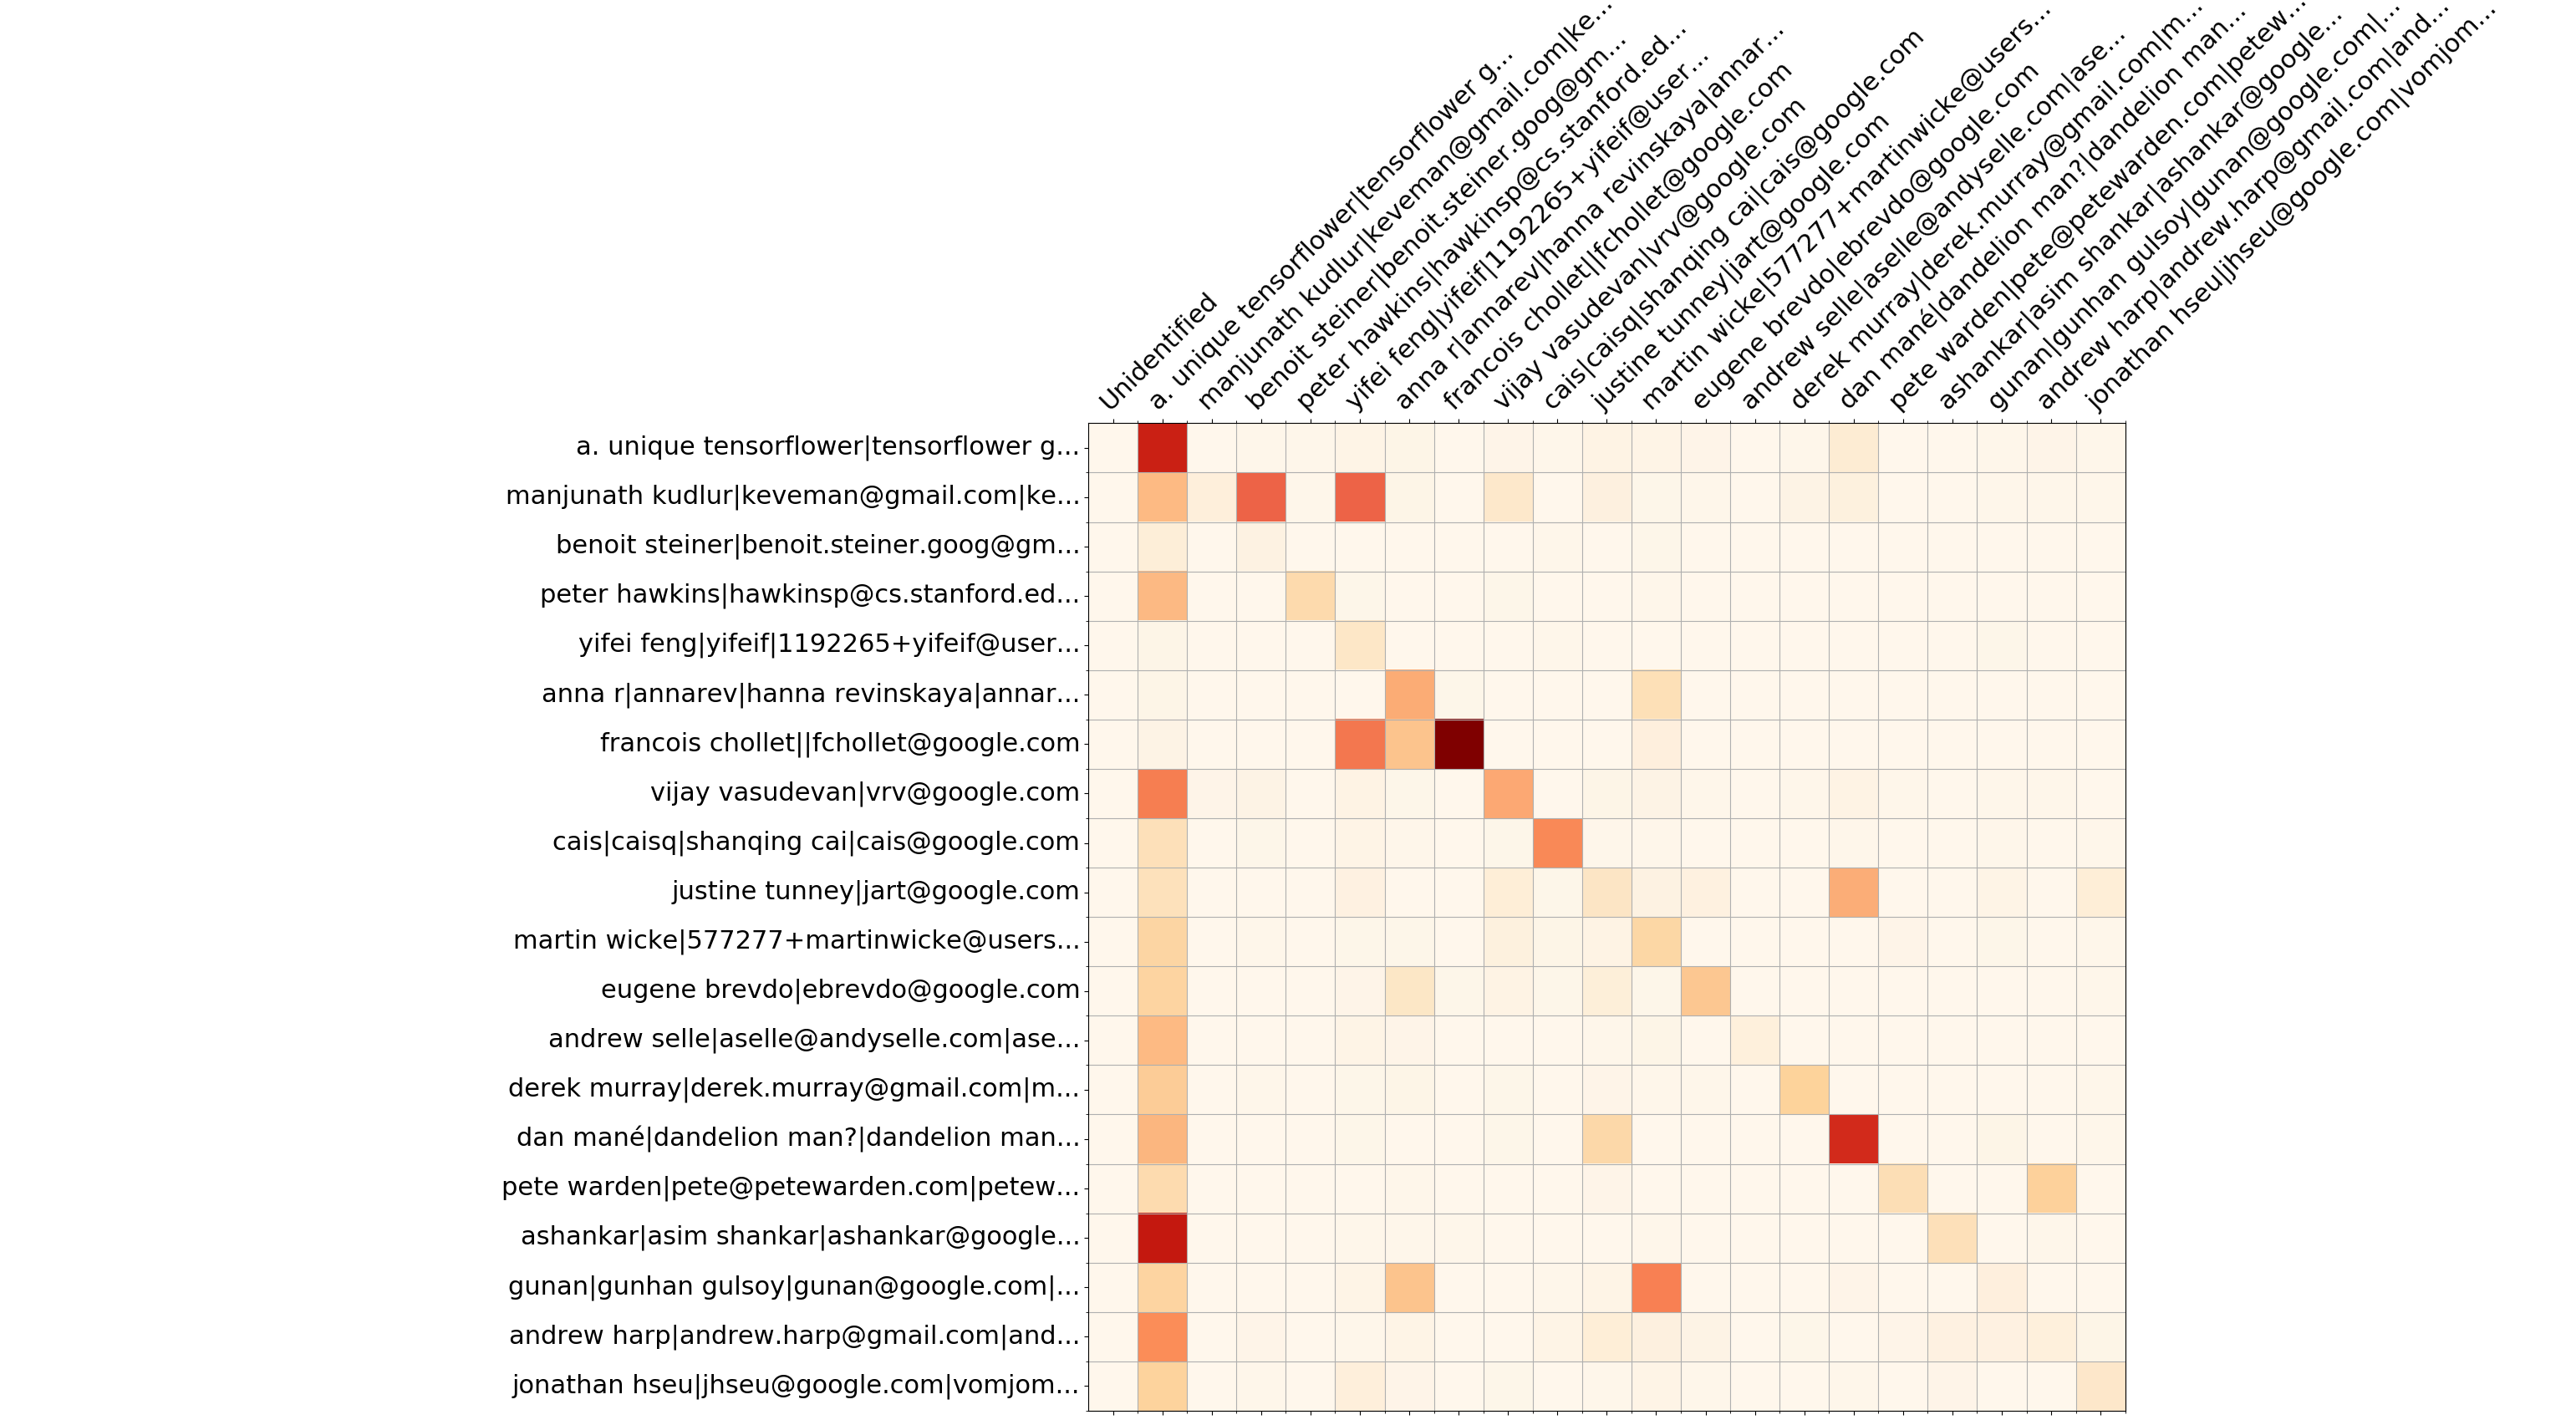 Unidentified
a. unique tensorflower|tensorflower g...
manjunath kudlur|keveman@gmail.com|ke...
benoit steiner|benoit.steiner.goog@gm...
peter hawkins|hawkinsp@cs.stanford.ed...
yifei feng|yifeif|1192265+yifeif@user...
anna r|annarev|hanna revinskaya|annar...
francois chollet||fchollet@google.com
vijay vasudevan|vrv@google.com
cais|caisq|shanqing cai|cais@google.com
justine tunney|jart@google.com
martin wicke|577277+martinwicke@users...
eugene brevdo|ebrevdo@google.com
andrew selle|aselle@andyselle.com|ase...
derek murray|derek.murray@gmail.com|m...
dan mané|dandelion man?|dandelion man...
pete warden|pete@petewarden.com|petew...
ashankar|asim shankar|ashankar@google...
gunan|gunhan gulsoy|gunan@google.com|...
andrew harp|andrew.harp@gmail.com|and...
jonathan hseu|jhseu@google.com|vomjom...
a. unique tensorflower|tensorflower g...
manjunath kudlur|keveman@gmail.com|ke...
benoit steiner|benoit.steiner.goog@gm...
peter hawkins|hawkinsp@cs.stanford.ed...
yifei feng|yifeif|1192265+yifeif@user...
anna r|annarev|hanna revinskaya|annar...
francois chollet||fchollet@google.com
vijay vasudevan|vrv@google.com
cais|caisq|shanqing cai|cais@google.com
justine tunney|jart@google.com
martin wicke|577277+martinwicke@users...
eugene brevdo|ebrevdo@google.com
andrew selle|aselle@andyselle.com|ase...
derek murray|derek.murray@gmail.com|m...
dan mané|dandelion man?|dandelion man...
pete warden|pete@petewarden.com|petew...
ashankar|asim shankar|ashankar@google...
gunan|gunhan gulsoy|gunan@google.com|...
andrew harp|andrew.harp@gmail.com|and...
jonathan hseu|jhseu@google.com|vomjom...